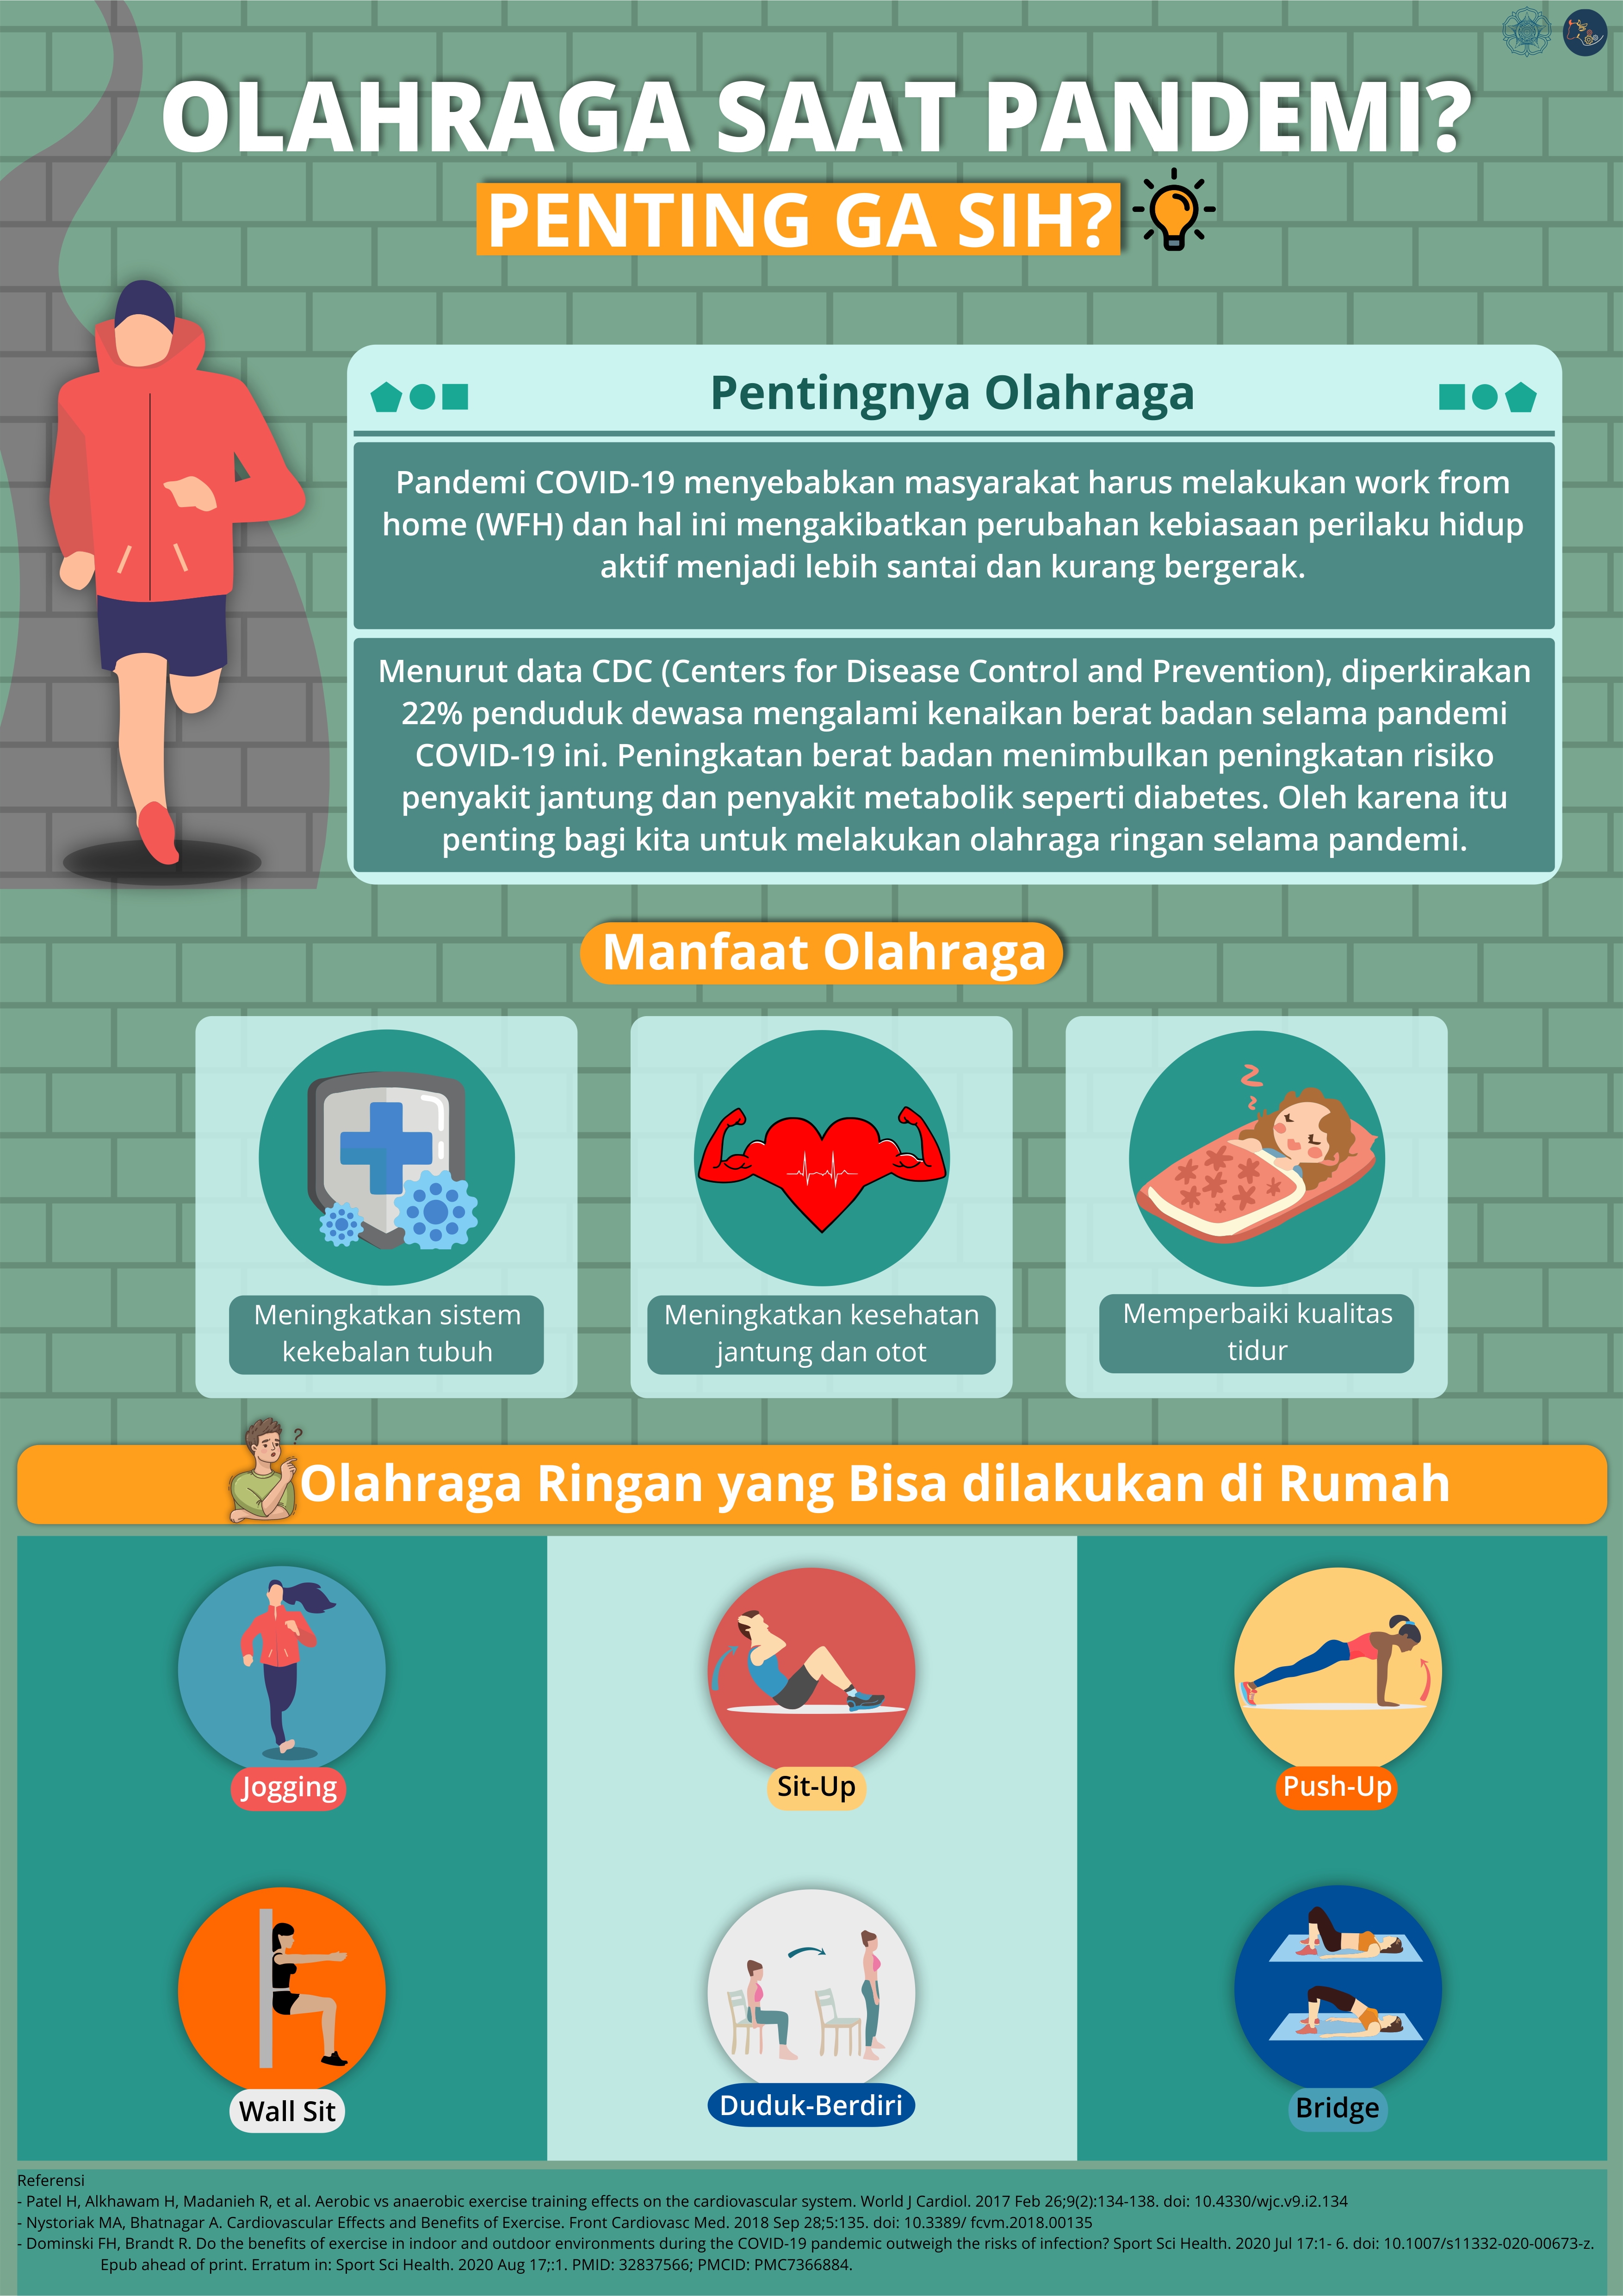 OLAHRAGA SAAT PANDEMI?
PENTING GA SIH?
Pentingnya Olahraga
Pandemi COVID-19 menyebabkan masyarakat harus melakukan work from
home (WFH) dan hal ini mengakibatkan perubahan kebiasaan perilaku hidup
aktif menjadi lebih santai dan kurang bergerak.
Menurut data CDC (Centers for Disease Control and Prevention), diperkirakan
22% penduduk dewasa mengalami kenaikan berat badan selama pandemi
COVID-19 ini. Peningkatan berat badan menimbulkan peningkatan risiko
penyakit jantung dan penyakit metabolik seperti diabetes. Oleh karena itu
penting bagi kita untuk melakukan olahraga ringan selama pandemi.
Manfaat Olahraga
Meningkatkan sistem
kekebalan tubuh
Meningkatkan kesehatan
jantung dan otot
Memperbaiki kualitas
tidur
?
Olahraga Ringan yang Bisa dilakukan di Rumah
Jogging
Sit-Up
Push-Up
Wall Sit
Duduk-Berdiri
Bridge
Referensi
- Patel H, Alkhawam H, Madanieh R, et al. Aerobic vs anaerobic exercise training effects on the cardiovascular system. World J Cardiol. 2017 Feb 26;9(2):134-138. doi: 10.4330/wjc.v9.i2.134
- Nystoriak MA, Bhatnagar A. Cardiovascular Effects and Benefits of Exercise. Front Cardiovasc Med. 2018 Sep 28;5:135. doi: 10.3389/ fcvm.2018.00135
- Dominski FH, Brandt R. Do the benefits of exercise in indoor and outdoor environments during the COVID-19 pandemic outweigh the risks of infection? Sport Sci Health. 2020 Jul 17:1- 6. doi: 10.1007/s11332-020-00673-z.
Epub ahead of print. Erratum in: Sport Sci Health. 2020 Aug 17;:1. PMID: 32837566; PMCID: PMC7366884.